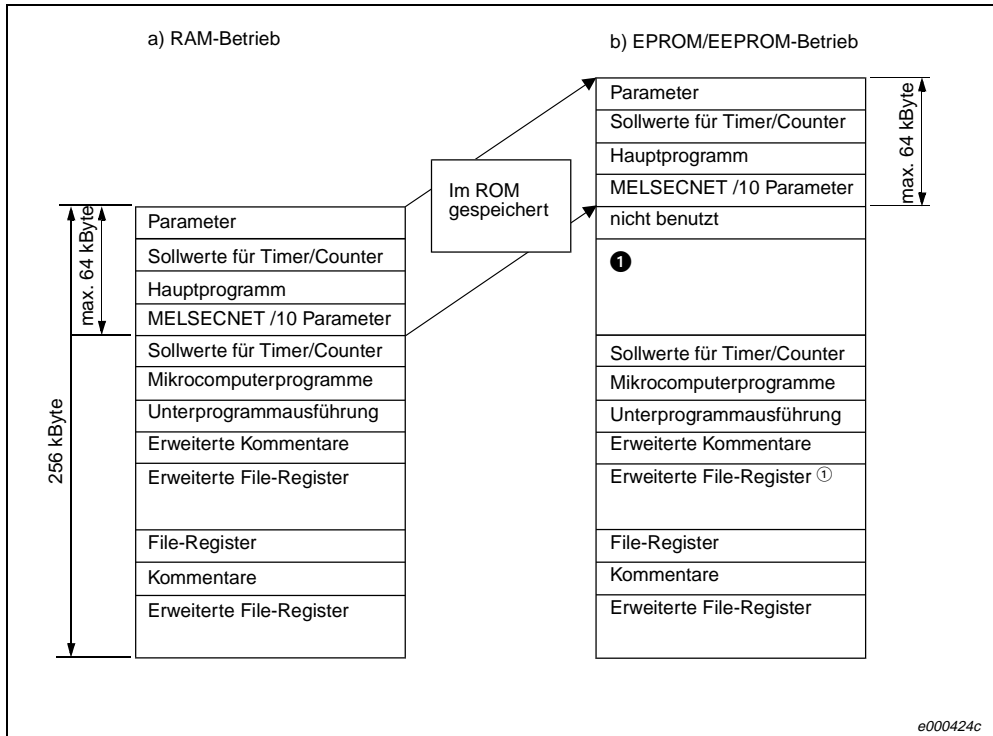 a) RAM-Betrieb
max. 64 kByte
256 kByte
Parameter
Sollwerte für Timer/Counter
Hauptprogramm
MELSECNET /10 Parameter
Sollwerte für Timer/Counter
Mikrocomputerprogramme
Unterprogrammausführung
Erweiterte Kommentare
Erweiterte File-Register
File-Register
Kommentare
Erweiterte File-Register
Im ROM
gespeichert
b) EPROM/EEPROM-Betrieb
Parameter
Sollwerte für Timer/Counter
Hauptprogramm
MELSECNET /10 Parameter
nicht benutzt
❶
Sollwerte für Timer/Counter
Mikrocomputerprogramme
Unterprogrammausführung
Erweiterte Kommentare
Erweiterte File-Register ①
File-Register
Kommentare
Erweiterte File-Register
max. 64 kByte
e000424c